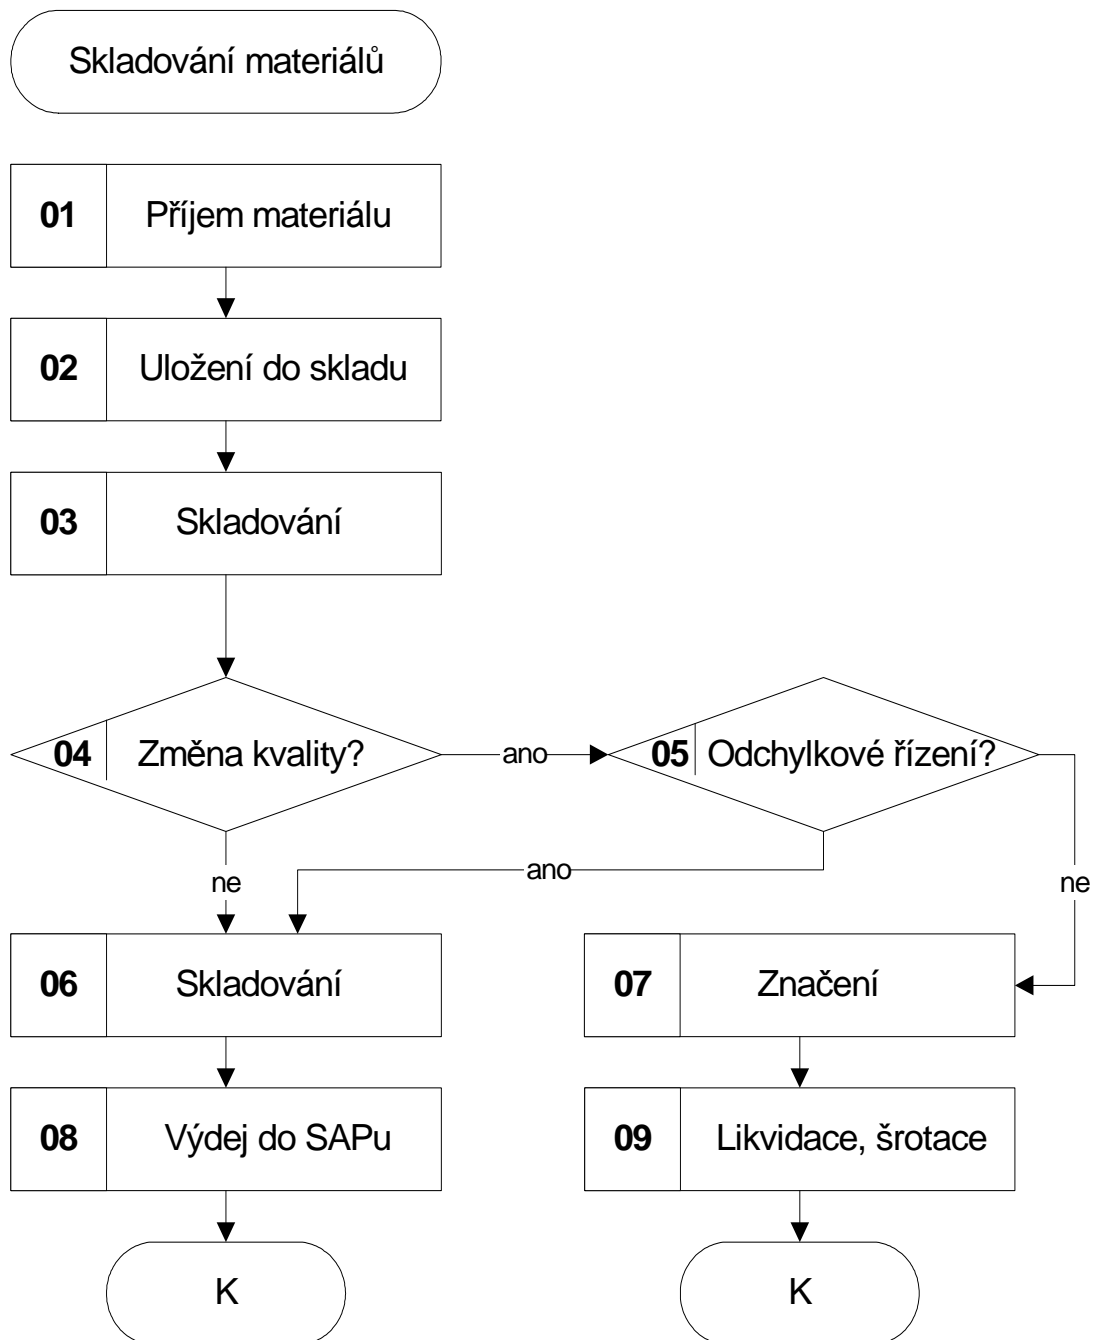 Skladování materiálů
01 Příjem materiálu
02 Uložení do skladu
03 Skladování
04 Změna kvality?
ano
05 Odchylkové řízení?
ne
ano
ne
06 Skladování
07 Značení
08 Výdej do SAPu
09 Likvidace, šrotace
K
K